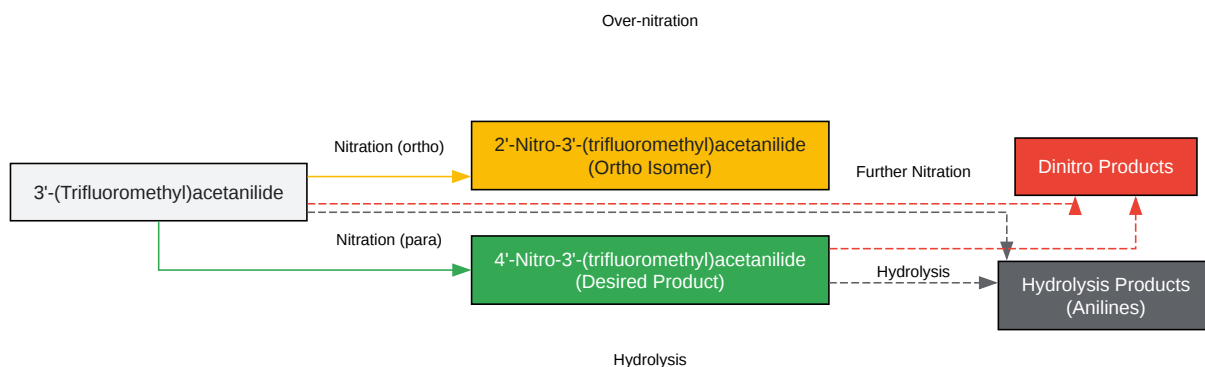 Over-nitration
Nitration (ortho)
2'-Nitro-3'-(trifluoromethyl)acetanilide
(Ortho Isomer)
Further Nitration
Dinitro Products
3'-(Trifluoromethyl)acetanilide
Nitration (para)
4'-Nitro-3'-(trifluoromethyl)acetanilide
(Desired Product)
Hydrolysis
Hydrolysis Products
(Anilines)
Hydrolysis